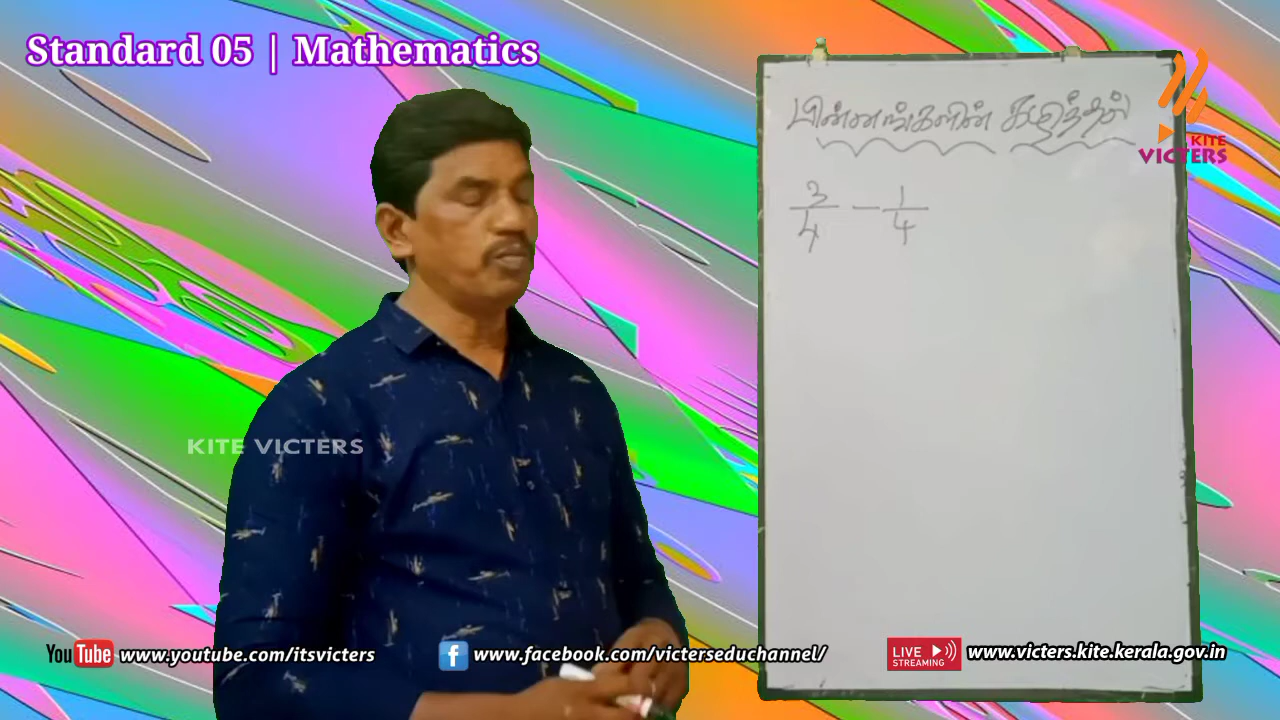 Standard 05 | Mathematics
பின்னங்களின் கழித்தல்
3/4 - 1/4
KITE
VICTERS
KITE VICTERS
YouTube www.youtube.com/itsvicters
f www.facebook.com/victerseduchannel/
LIVE STREAMING www.victers.kite.kerala.gov.in